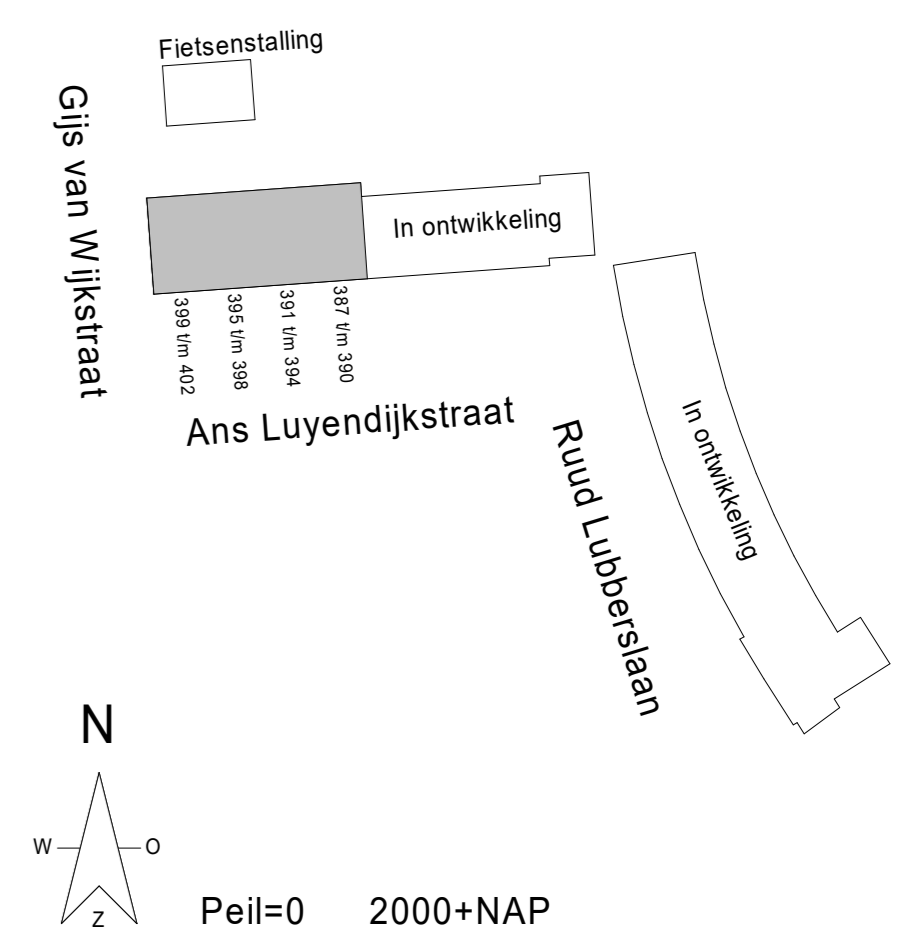 Fietsenstalling
Gijs van Wijkstraat
In ontwikkeling
399 t/m 402
395 t/m 398
391 t/m 394
387 t/m 390
Ans Luyendijkstraat
Ruud Lubberslaan
In ontwikkeling
N
W
O
Z
Peil=0 2000+NAP